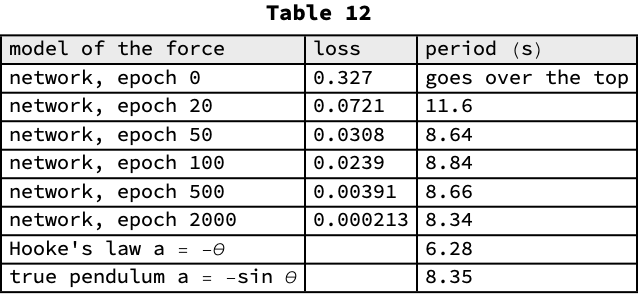 Table 12
model of the force loss period (s)
network, epoch 0 0.327 goes over the top
network, epoch 20 0.0721 11.6
network, epoch 50 0.0308 8.64
network, epoch 100 0.0239 8.84
network, epoch 500 0.00391 8.66
network, epoch 2000 0.000213 8.34
Hooke's law a = -θ 6.28
true pendulum a = -sin θ 8.35